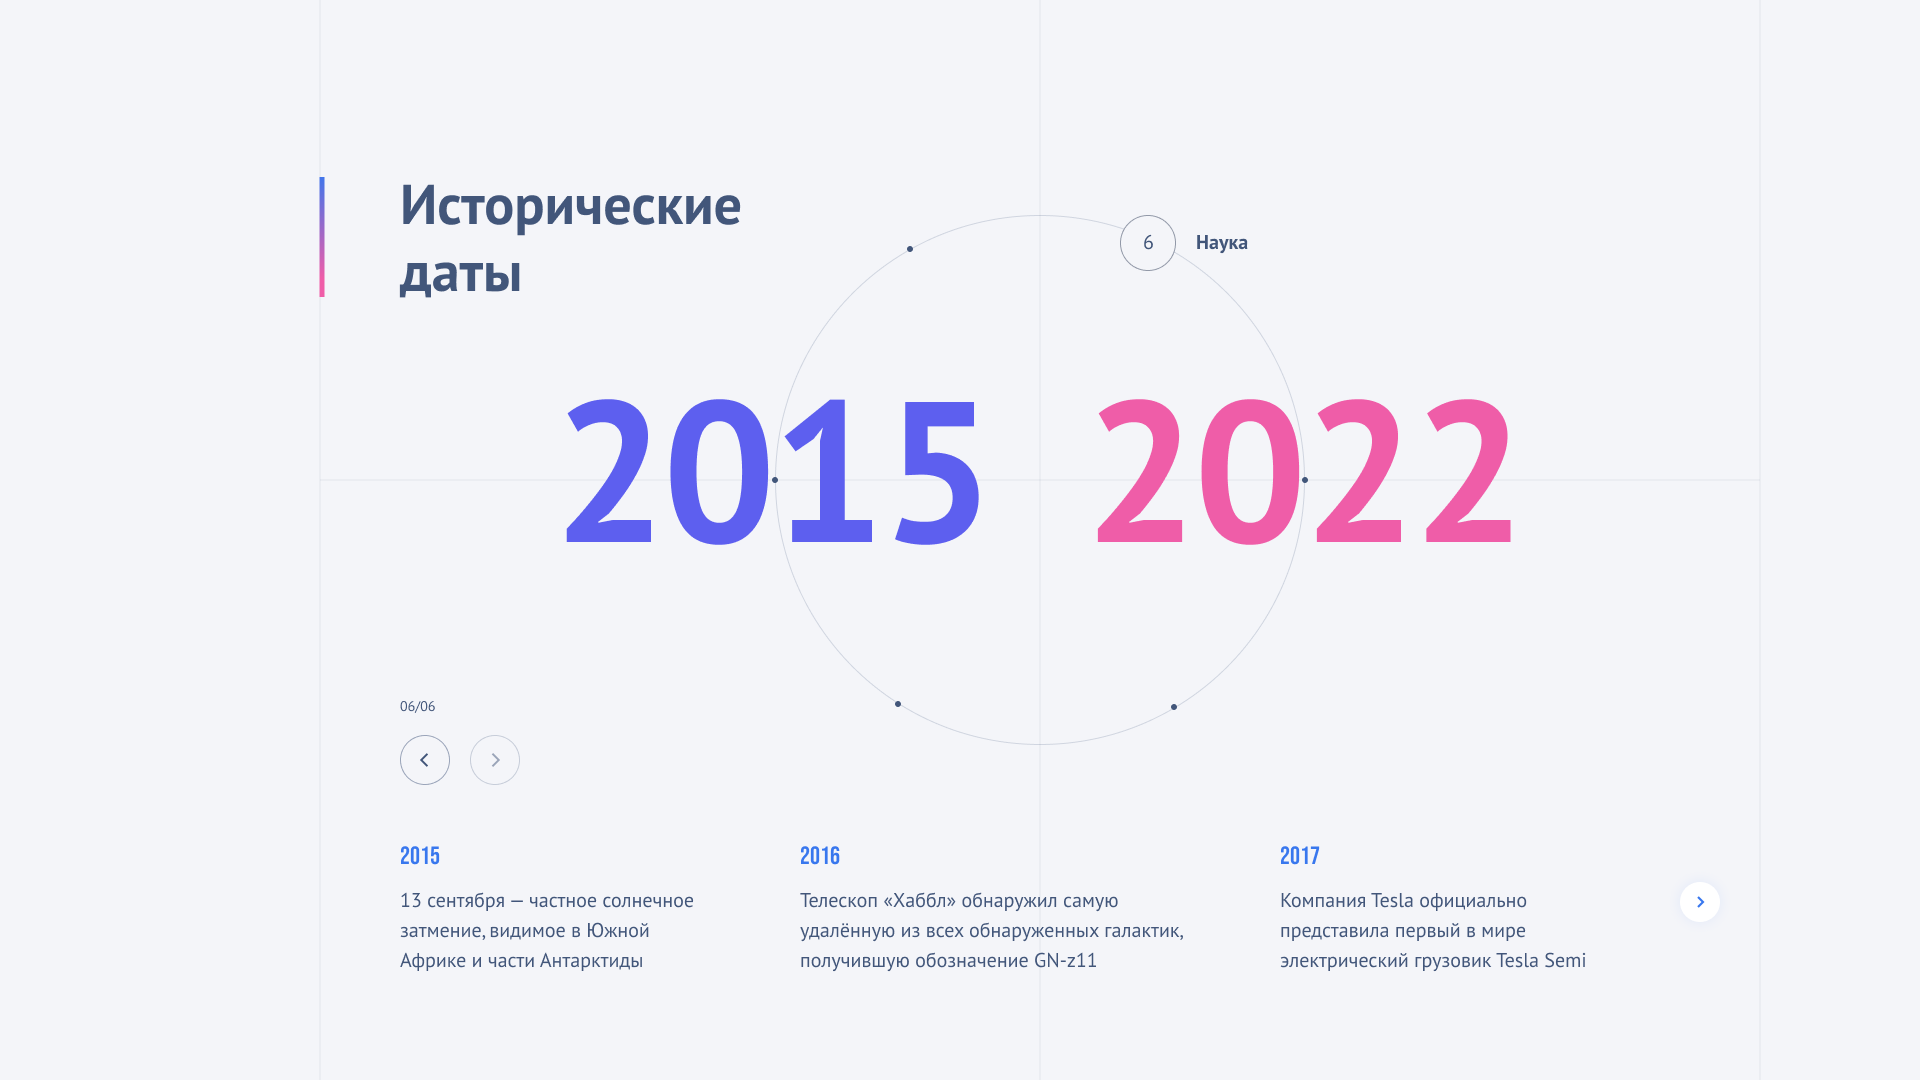 Исторические
даты
6
Наука
2015 2022
06/06
2015
13 сентября — частное солнечное
затмение, видимое в Южной
Африке и части Антарктиды
2016
Телескоп «Хаббл» обнаружил самую
удалённую из всех обнаруженных галактик,
получившую обозначение GN-z11
2017
Компания Tesla официально
представила первый в мире
электрический грузовик Tesla Semi